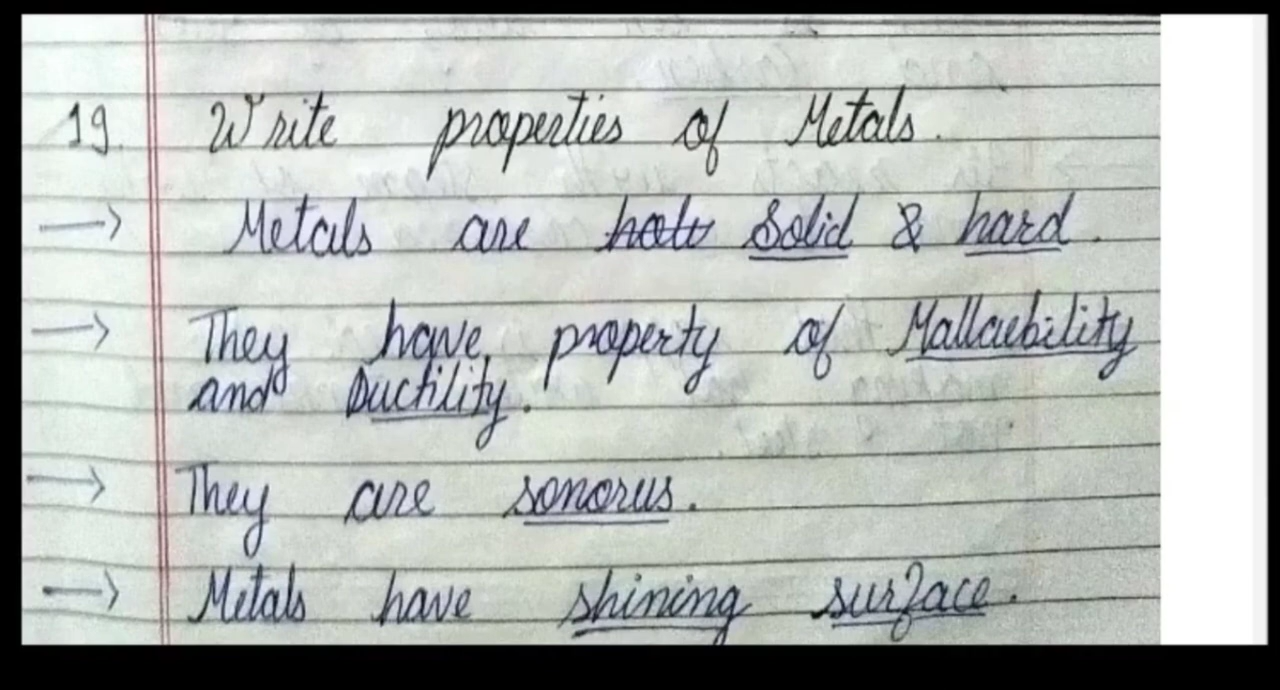 19. Write properties of Metals.
→ Metals are solid & hard.
→ They have property of Mallaebility
and Ductility.
→ They are sonorus.
→ Metals have shining surface.